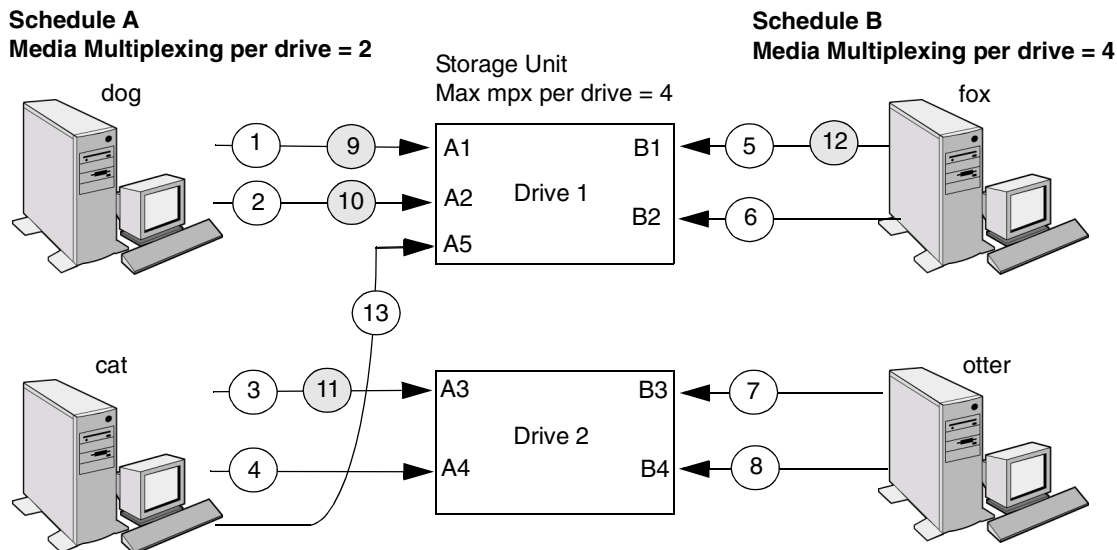 Schedule A
Media Multiplexing per drive = 2
Schedule B
Media Multiplexing per drive = 4
Storage Unit
Max mpx per drive = 4
dog
fox
1
9
A1
B1
5
12
2
10
A2
Drive 1
B2
6
A5
13
cat
otter
3
11
A3
B3
7
Drive 2
4
A4
B4
8